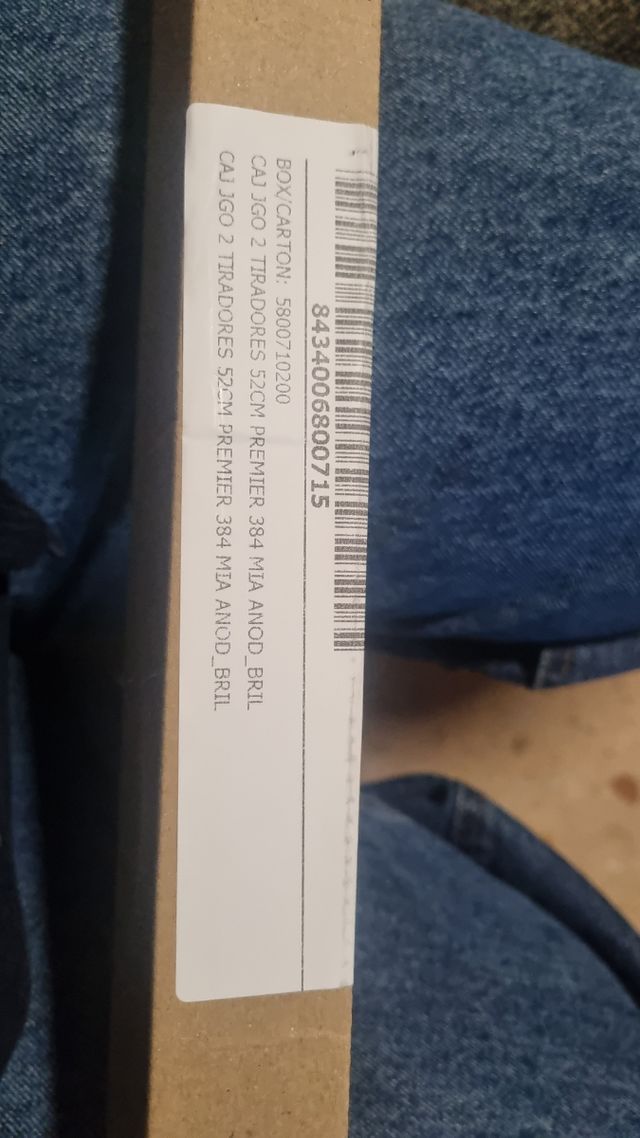 8434006800715
BOX/CARTON: 5800710200
CAJ JGO 2 TIRADORES 52CM PREMIER 384 MIA ANOD_BRIL
CAJ JGO 2 TIRADORES 52CM PREMIER 384 MIA ANOD_BRIL